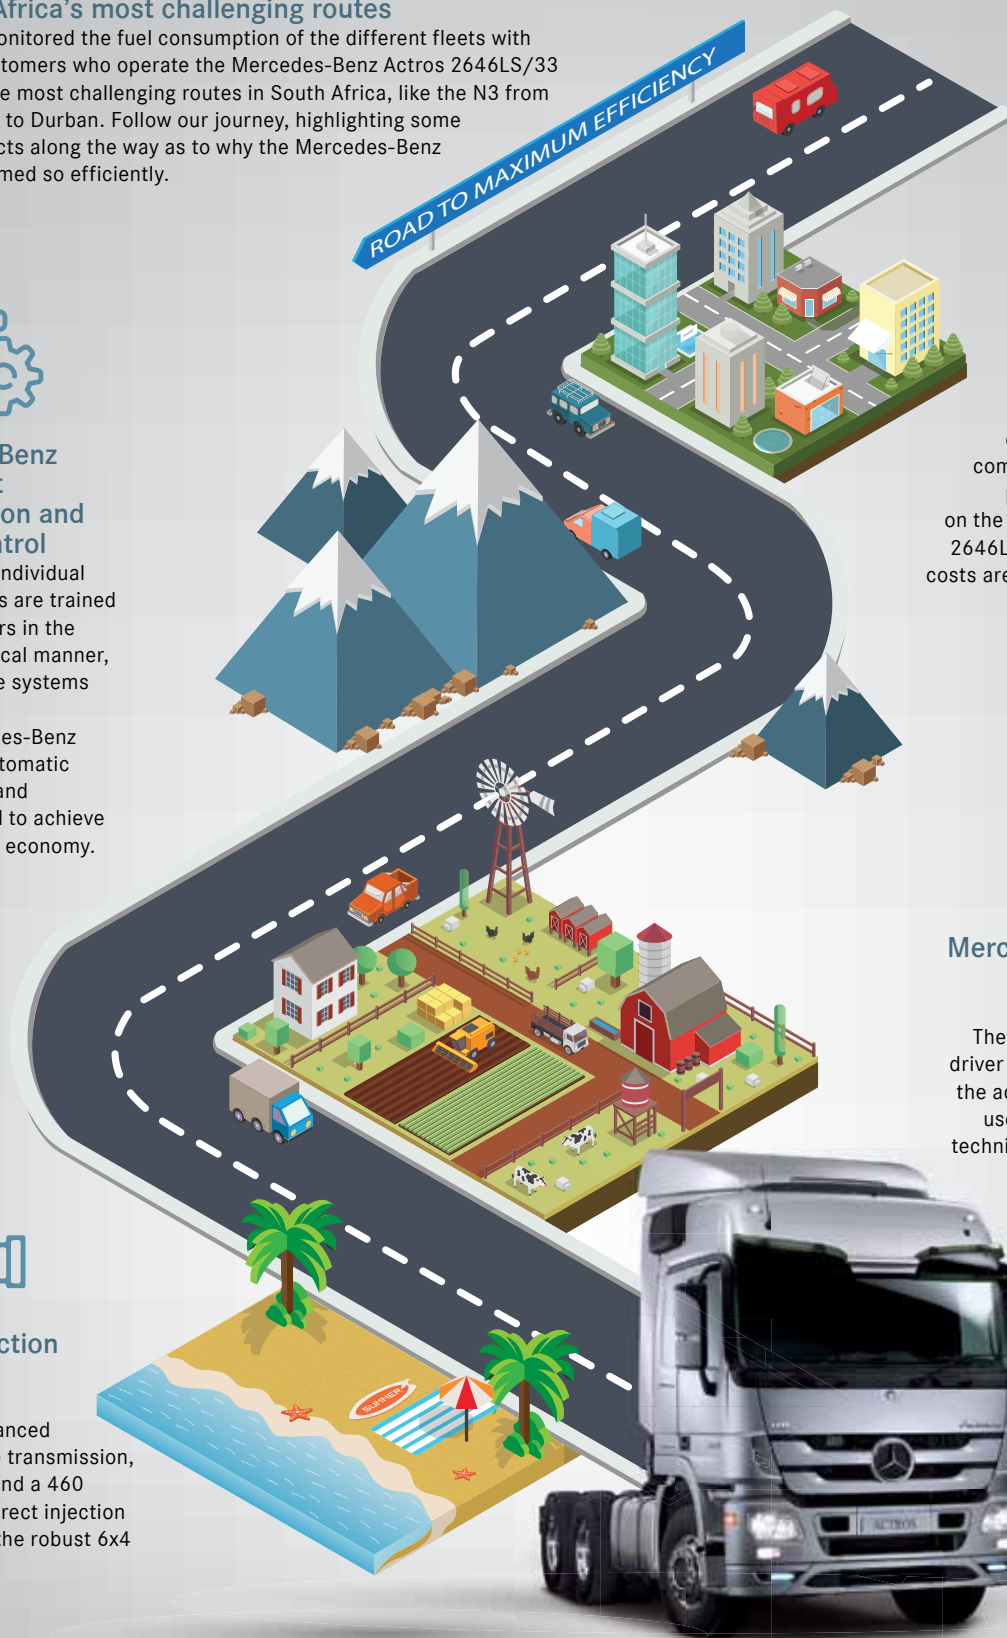 Africa's most challenging routes
onitored the fuel consumption of the different fleets with
tomers who operate the Mercedes-Benz Actros 2646LS/33
e most challenging routes in South Africa, like the N3 from
to Durban. Follow our journey, highlighting some
cts along the way as to why the Mercedes-Benz
med so efficiently.
ROAD TO MAXIMUM EFFICIENCY
Benz
on and
ntrol
individual
s are trained
rs in the
cal manner,
e systems
es-Benz
tomatic
and
d to achieve
economy.
com
on the
2646L
costs are
Merc
The
driver
the ac
use
techni
ction
anced
transmission,
nd a 460
rect injection
the robust 6x4
SUMMER
ACTROS